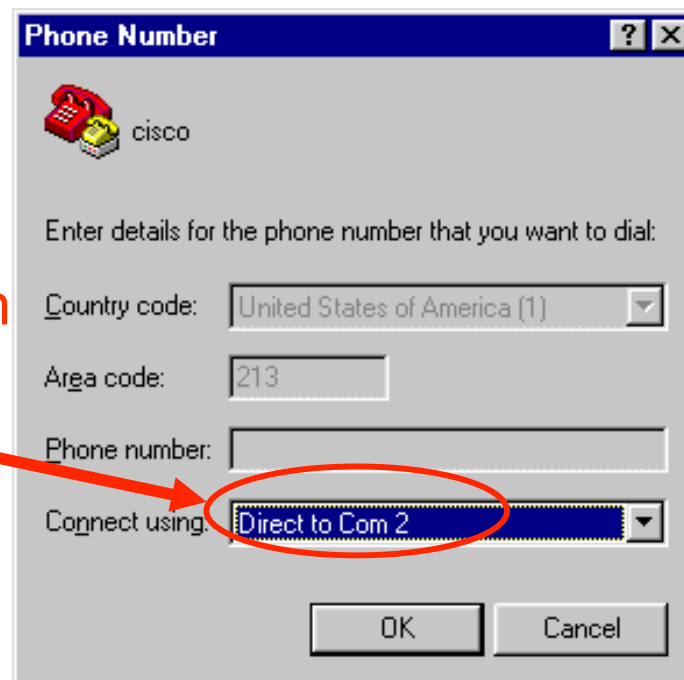 Phone Number
cisco
Enter details for the phone number that you want to dial:
Country code: United States of America (1)
Area code: 213
Phone number:
Connect using: Direct to Com 2
OK Cancel